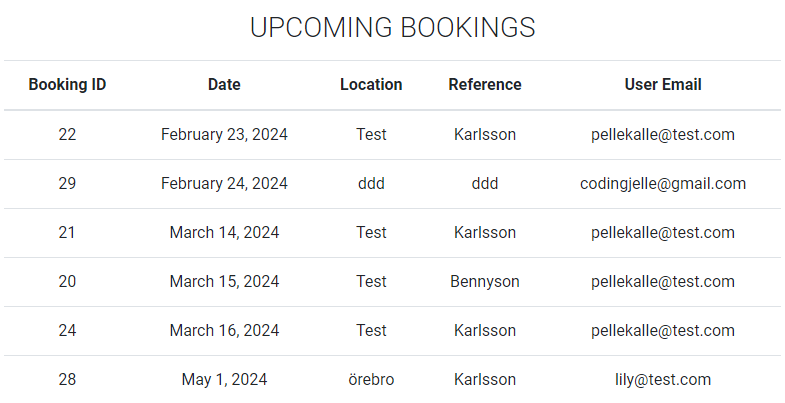 UPCOMING BOOKINGS
Booking ID Date Location Reference User Email
22 February 23, 2024 Test Karlsson pellekalle@test.com
29 February 24, 2024 ddd ddd codingjelle@gmail.com
21 March 14, 2024 Test Karlsson pellekalle@test.com
20 March 15, 2024 Test Bennyson pellekalle@test.com
24 March 16, 2024 Test Karlsson pellekalle@test.com
28 May 1, 2024 örebro Karlsson lily@test.com